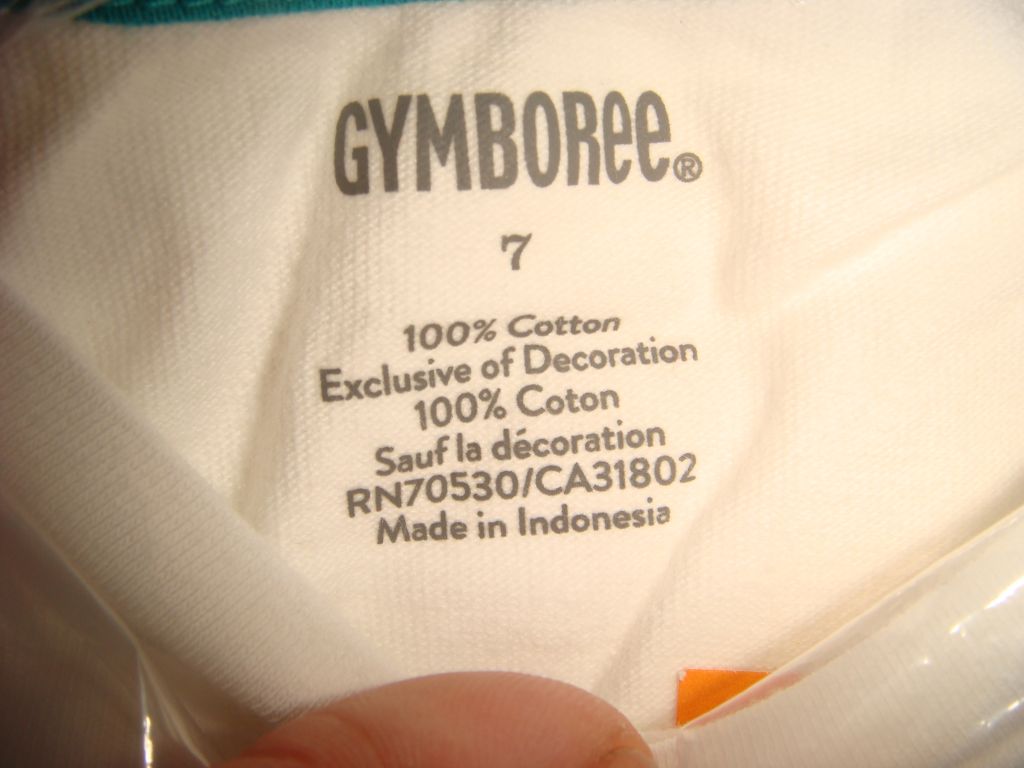 GYMBOREE®
7
100% Cotton
Exclusive of Decoration
100% Coton
Sauf la décoration
RN70530/CA31802
Made in Indonesia